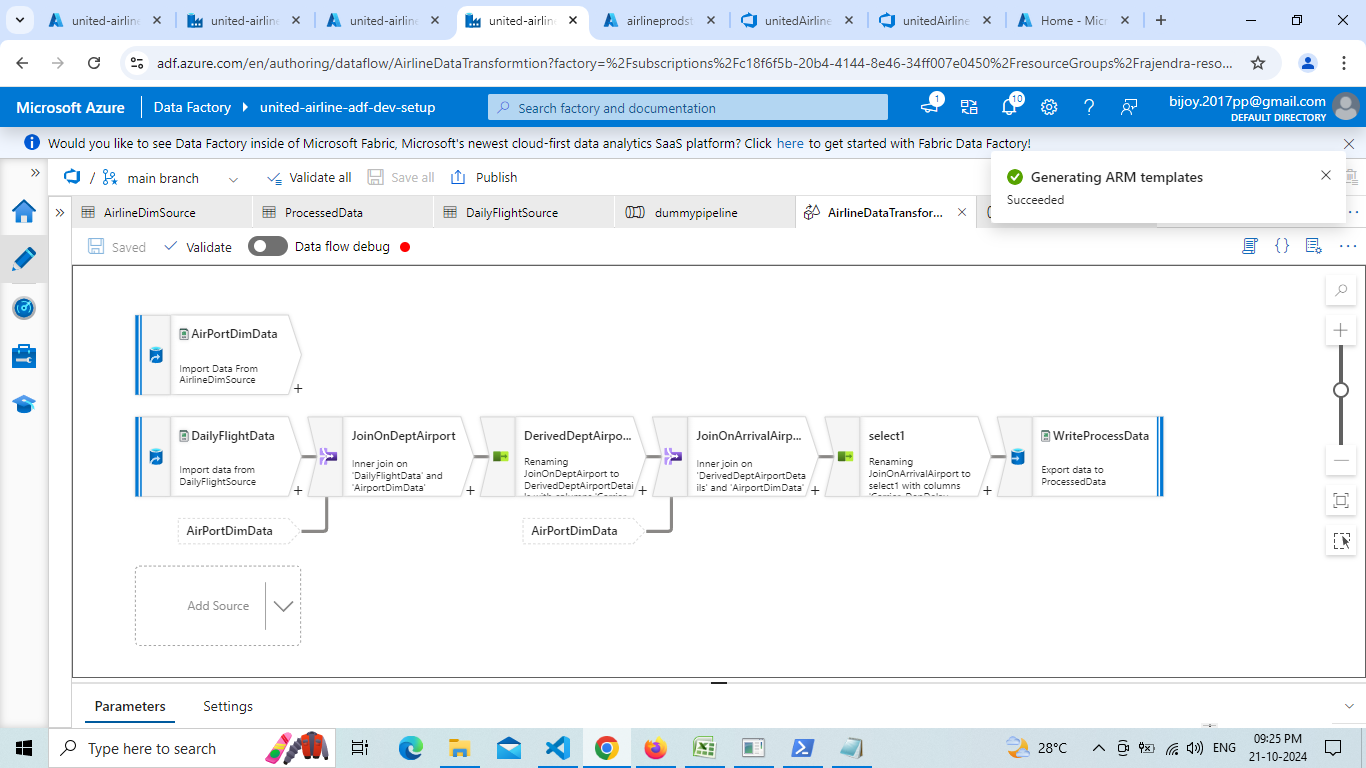 united-airline
united-airline
united-airline
united-airline
airlineprodst
unitedAirline
unitedAirline
Home - Micr
adf.azure.com/en/authoring/dataflow/AirlineDataTransformtion?factory=%2Fsubscriptions%2Fc18f6f5b-20b4-4144-8e46-34ff007e0450%2FresourceGroups%2Frajendra-reso...
Microsoft Azure
Data Factory
united-airline-adf-dev-setup
Search factory and documentation
1
10
bijoy.2017pp@gmail.com
DEFAULT DIRECTORY
Would you like to see Data Factory inside of Microsoft Fabric, Microsoft's newest cloud-first data analytics SaaS platform? Click here to get started with Fabric Data Factory!
/ main branch
Validate all
Save all
Publish
Generating ARM templates
Succeeded
AirlineDimSource
ProcessedData
DailyFlightSource
dummypipeline
AirlineDataTransfor...
Saved
Validate
Data flow debug
AirPortDimData
Import Data From
AirlineDimSource
DailyFlightData
Import data from
DailyFlightSource
JoinOnDeptAirport
Inner join on
'DailyFlightData' and
'AirportDimData'
DerivedDeptAirpo...
Renaming
JoinOnDeptAirport to
DerivedDeptAirportDetai
ls with columns 'Carrier,
JoinOnArrivalAirp...
Inner join on
'DerivedDeptAirportDeta
ils' and 'AirportDimData'
select1
Renaming
JoinOnArrivalAirport to
select1 with columns
'Carrier, DepDelay,
WriteProcessData
Export data to
ProcessedData
AirPortDimData
AirPortDimData
Add Source
Parameters
Settings
Type here to search
28°C
ENG
09:25 PM
21-10-2024